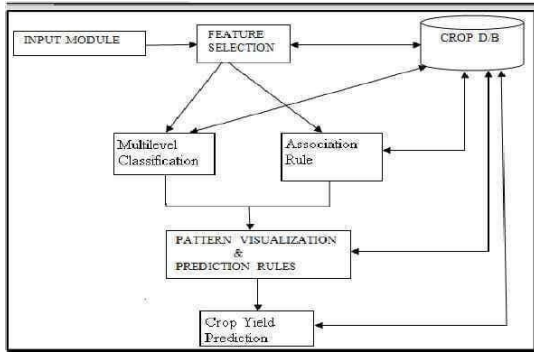 INPUT MODULE
FEATURE
SELECTION
CROP D/B
Multilevel
Classification
Association
Rule
PATTERN VISUALIZATION
&
PREDICTION RULES
Crop Yield
Prediction